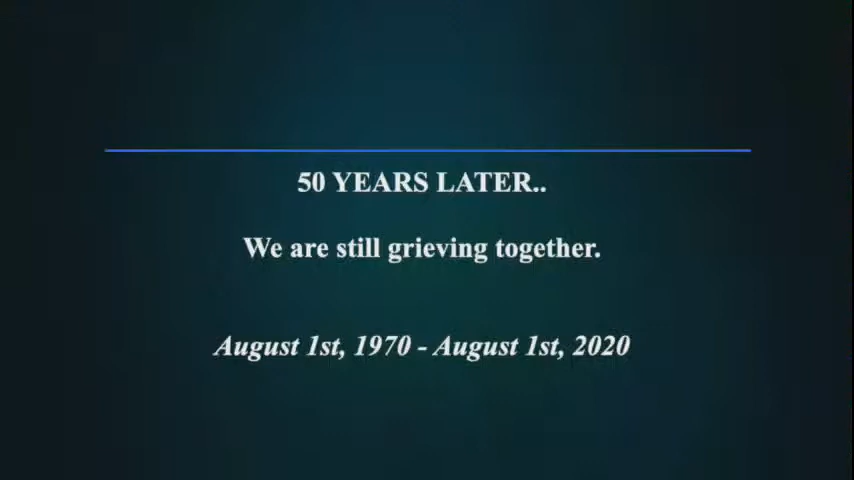 50 YEARS LATER..
We are still grieving together.
August 1st, 1970 - August 1st, 2020